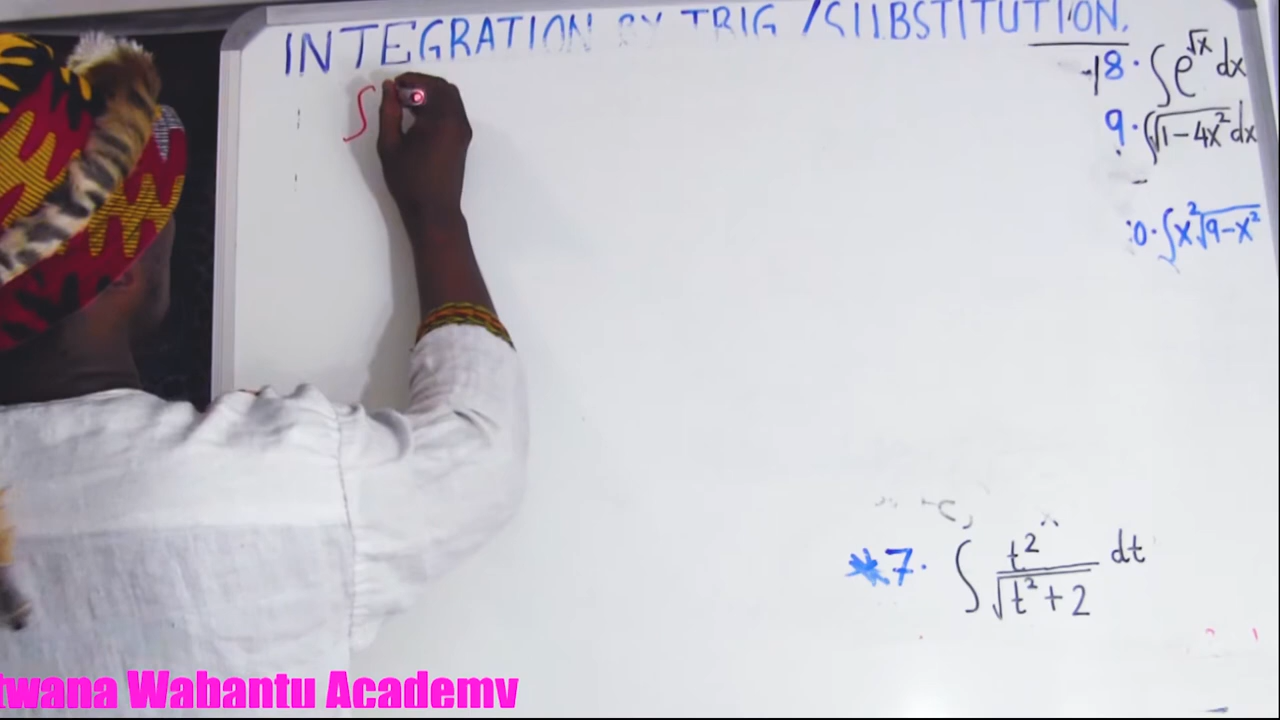 INTEGRATION BY TRIG /SUBSTITUTION.
18. ∫e^√x dx
9. ∫√1-4x² dx
0. ∫x²√9-x²
∫
+C,
*7. ∫ t²/√t²+2 dt
twana Wabantu Academy